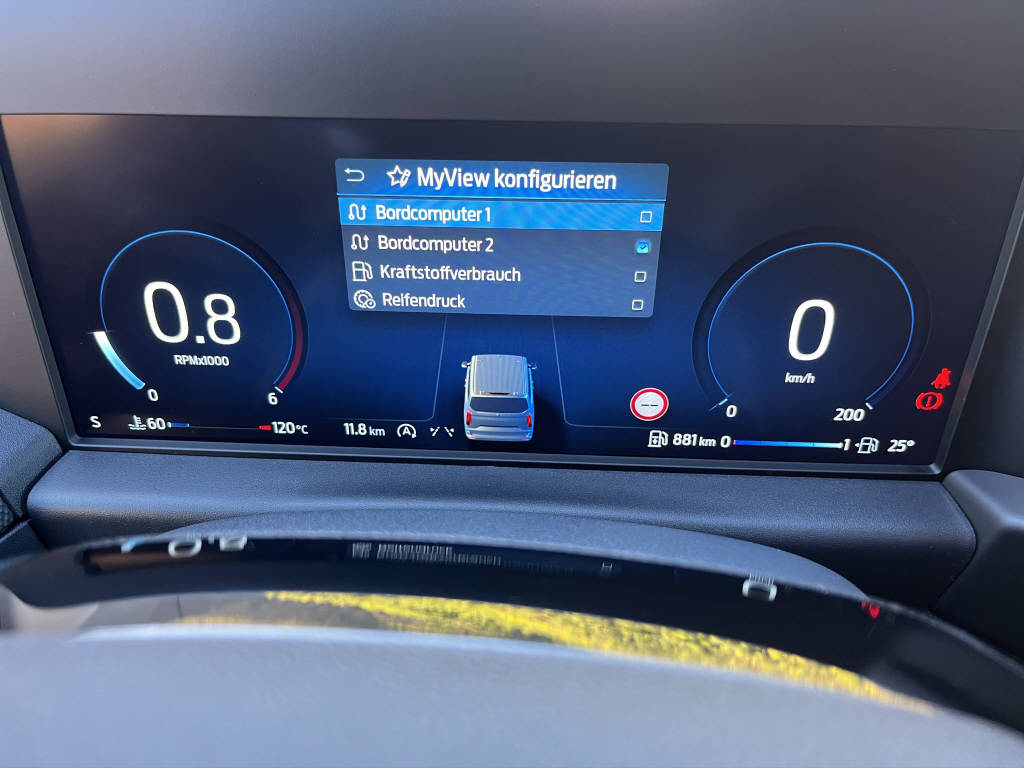 MyView konfigurieren
Bordcomputer 1
Bordcomputer 2
Kraftstoffverbrauch
Reifendruck
0.8
RPMx1000
0
6
0
km/h
0
200
S
60
120°C
11.8 km
A
--
881 km
0
1
25°